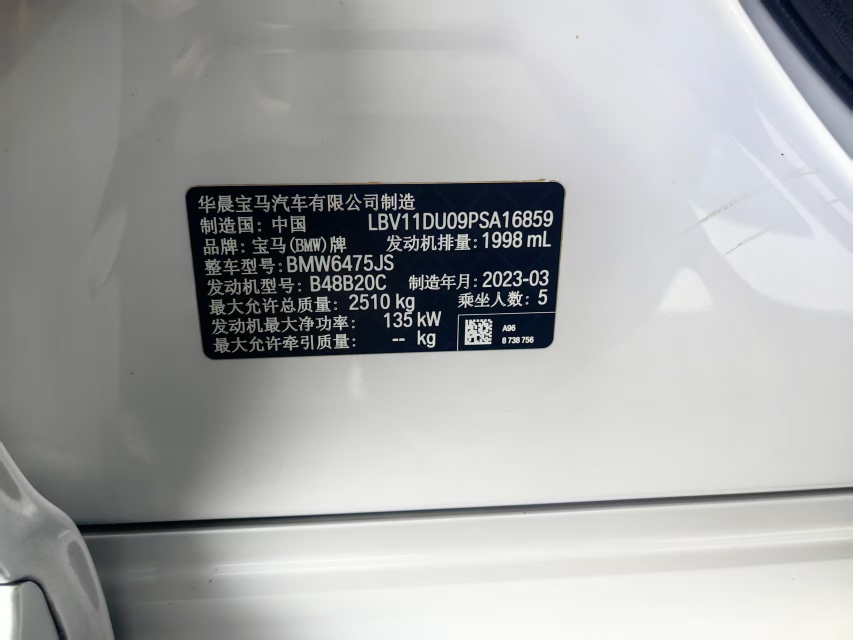 华晨宝马汽车有限公司制造
制造国：中国 LBV11DU09PSA16859
品牌：宝马(BMW)牌 发动机排量：1998 mL
整车型号：BMW6475JS
发动机型号：B48B20C 制造年月：2023-03
最大允许总质量：2510 kg 乘坐人数：5
发动机最大净功率： 135 kW
最大允许牵引质量： -- kg
A96
8 738 756